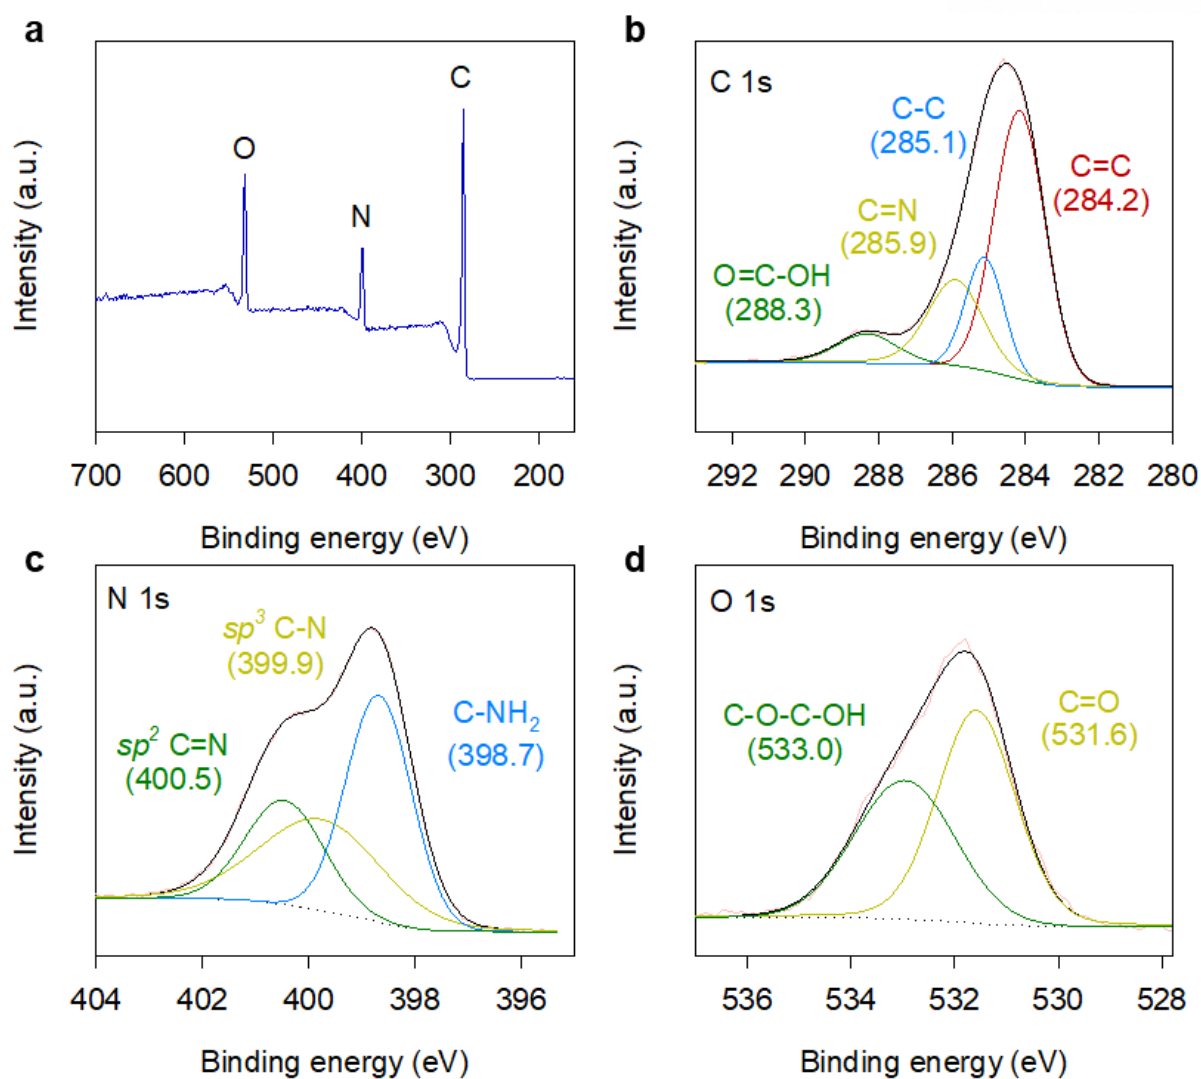 a
O
N
C
Intensity (a.u.)
700 600 500 400 300 200
Binding energy (eV)
b
C 1s
C-C
(285.1)
C=C
(284.2)
C=N
(285.9)
O=C-OH
(288.3)
Intensity (a.u.)
292 290 288 286 284 282 280
Binding energy (eV)
c
N 1s
sp³ C-N
(399.9)
C-NH₂
(398.7)
sp² C=N
(400.5)
Intensity (a.u.)
404 402 400 398 396
Binding energy (eV)
d
O 1s
C-O-C-OH
(533.0)
C=O
(531.6)
Intensity (a.u.)
536 534 532 530 528
Binding energy (eV)